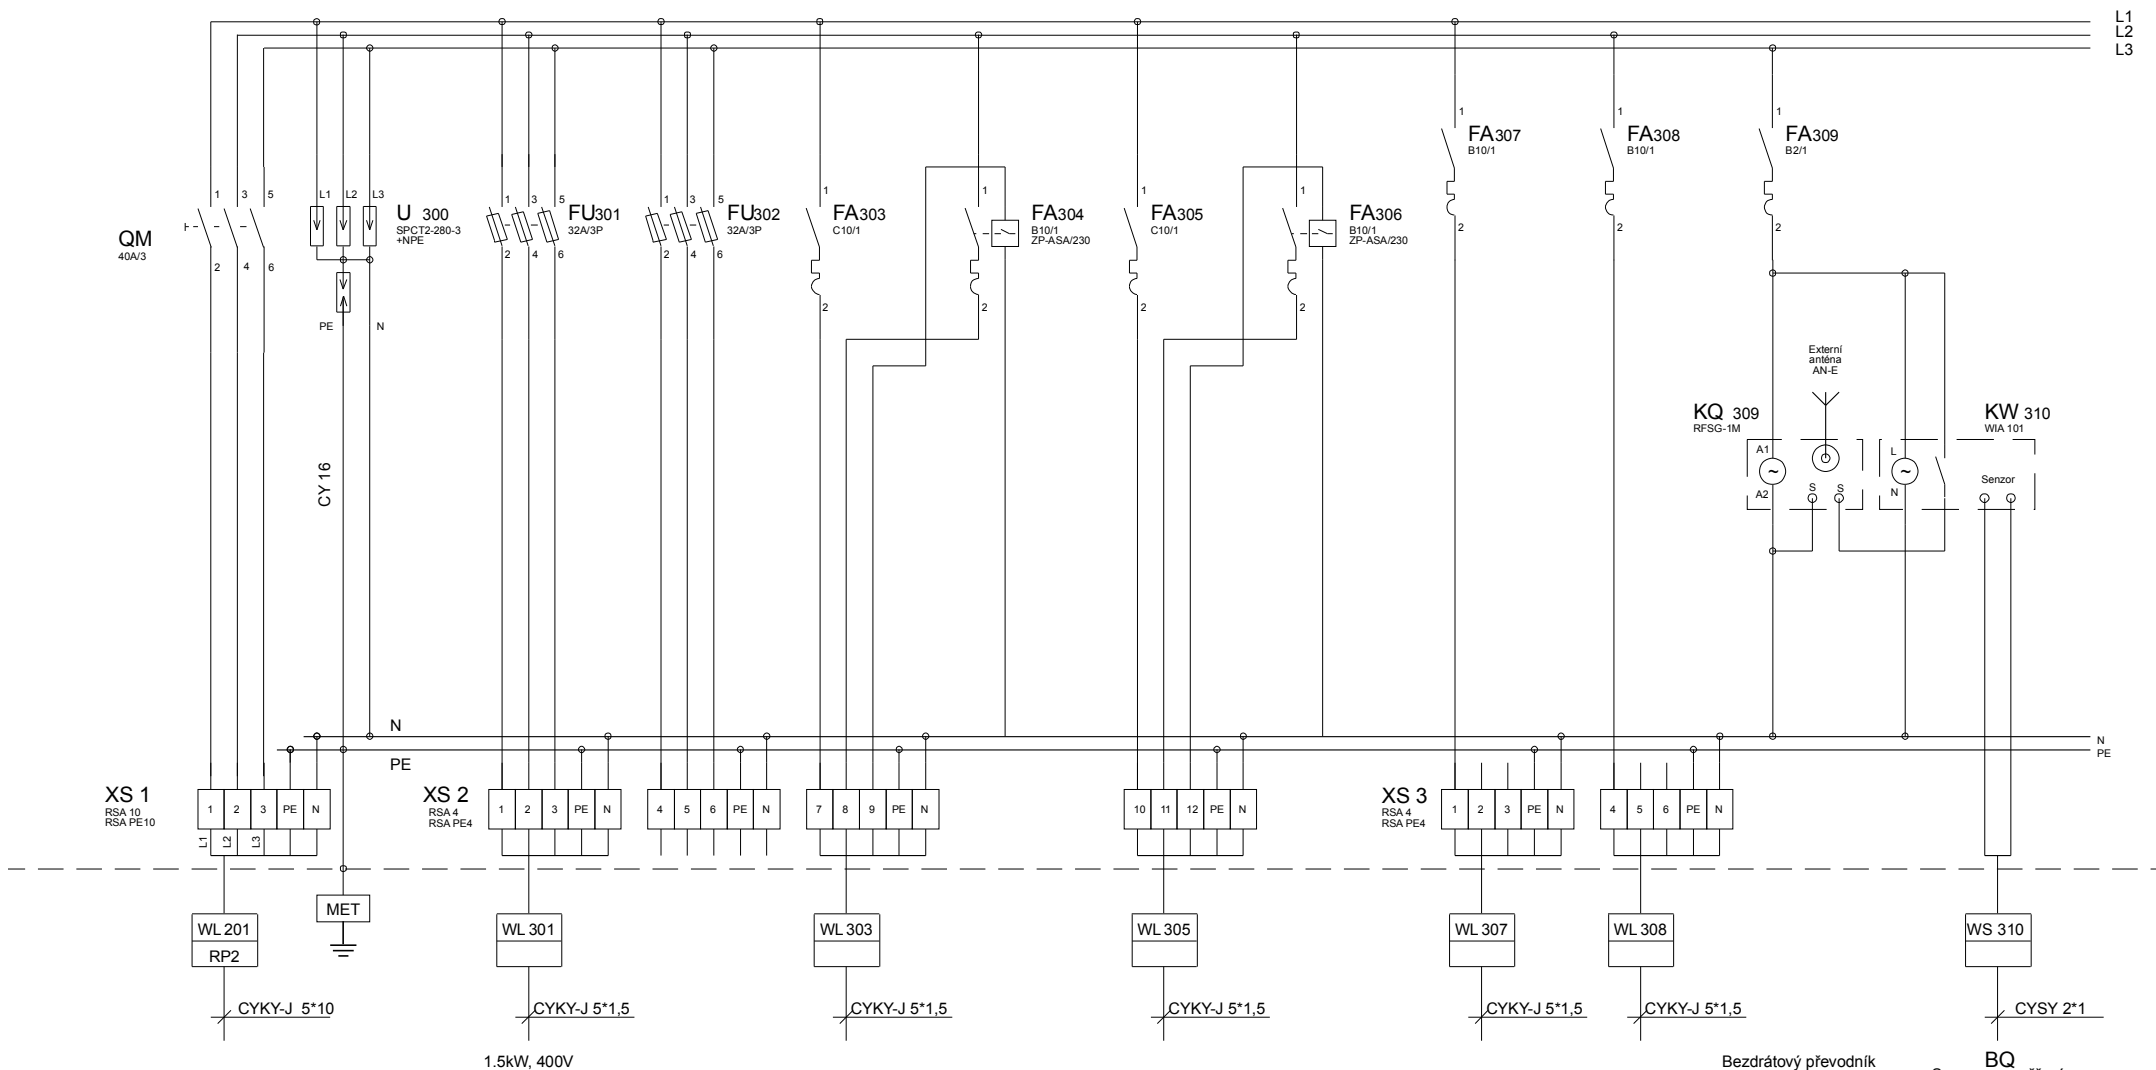 L1
L2
L3
QM
40A/3
1 3 5
2 4 6
L1 L2 L3
U 300
SPCT2-280-3
+NPE
PE N
CY 16
1 3 5
2 4 6
FU301
32A/3P
1 3 5
2 4 6
FU302
32A/3P
1
2
FA303
C10/1
1
2
FA304
B10/1
ZP-ASA/230
1
2
FA305
C10/1
1
2
FA306
B10/1
ZP-ASA/230
1
2
FA307
B10/1
1
2
FA308
B10/1
1
2
FA309
B2/1
Externí
anténa
AN-E
KQ 309
RFSG-1M
A1
~
A2
S S
KW 310
WIA 101
L
~
N
Senzor
N
PE
N
PE
XS 1
RSA 10
RSA PE10
1 2 3 PE N
L1 L2 L3
XS 2
RSA 4
RSA PE4
1 2 3 PE N
4 5 6 PE N
7 8 9 PE N
10 11 12 PE N
XS 3
RSA 4
RSA PE4
1 2 3 PE N
4 5 6 PE N
MET
WL 201
RP2
WL 301
WL 303
WL 305
WL 307
WL 308
WS 310
CYKY-J 5*10
CYKY-J 5*1,5
CYKY-J 5*1,5
CYKY-J 5*1,5
CYKY-J 5*1,5
CYKY-J 5*1,5
CYSY 2*1
1.5kW, 400V
Bezdrátový převodník
BQ